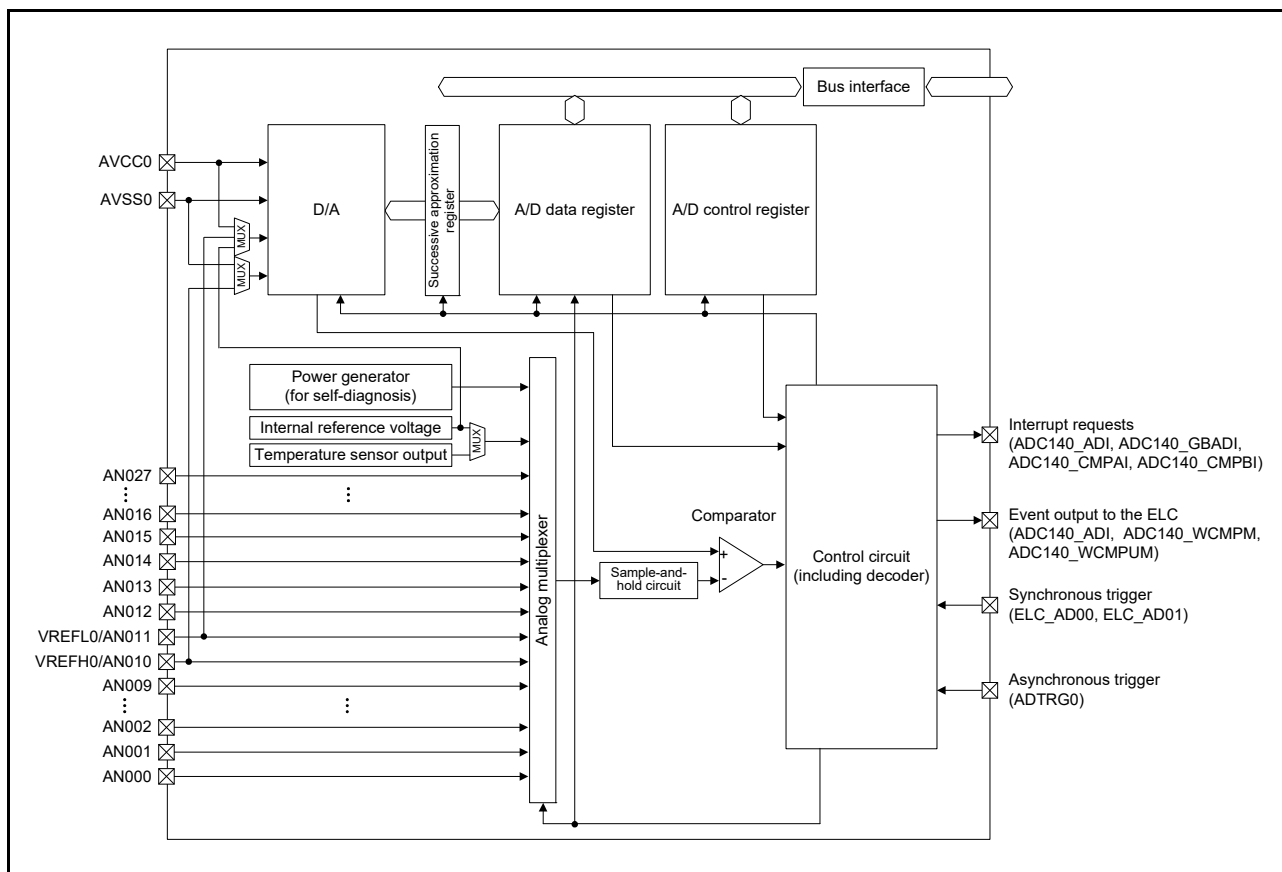 Bus interface
AVCC0
AVSS0
D/A
Successive approximation
register
A/D data register
A/D control register
MUX
MUX
Power generator
(for self-diagnosis)
Internal reference voltage
Temperature sensor output
MUX
AN027
AN016
AN015
AN014
AN013
AN012
VREFL0/AN011
VREFH0/AN010
AN009
AN002
AN001
AN000
Analog multiplexer
Sample-and-
hold circuit
Comparator
+
-
Control circuit
(including decoder)
Interrupt requests
(ADC140_ADI, ADC140_GBADI,
ADC140_CMPAI, ADC140_CMPBI)
Event output to the ELC
(ADC140_ADI, ADC140_WCMPM,
ADC140_WCMPUM)
Synchronous trigger
(ELC_AD00, ELC_AD01)
Asynchronous trigger
(ADTRG0)